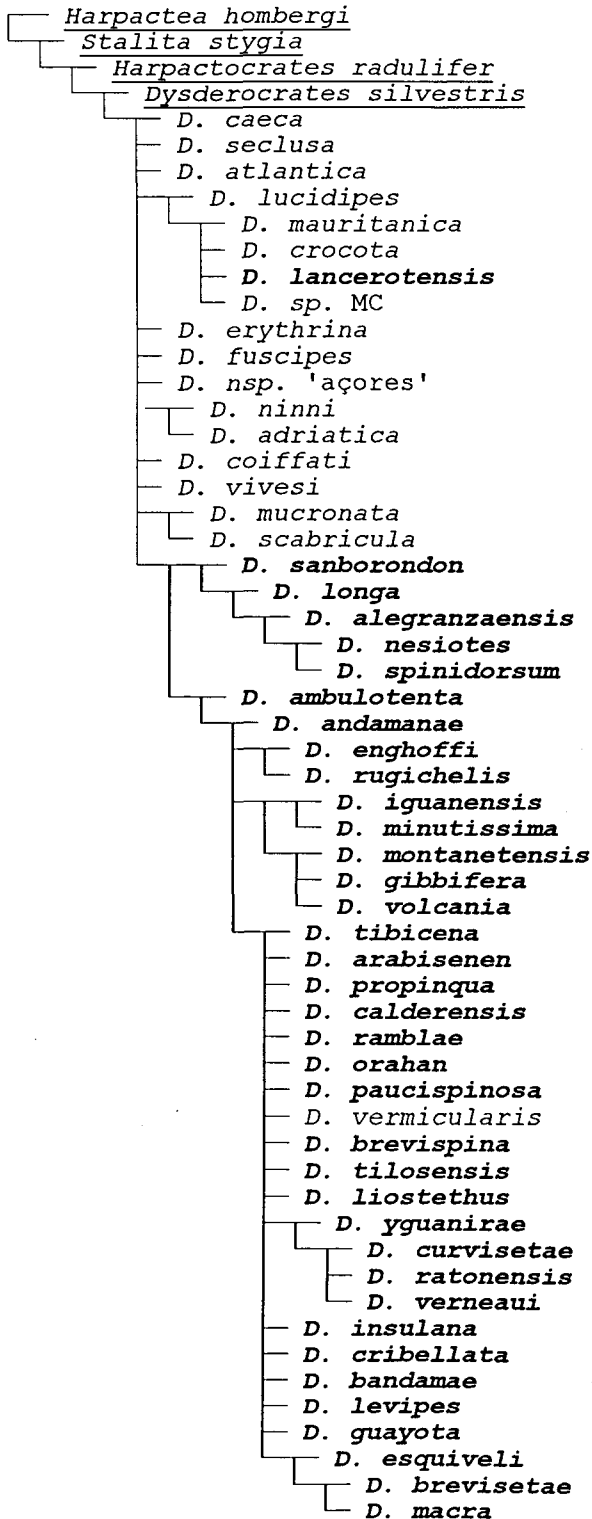 Harpactea hombergi
Stalita stygia
Harpactocrates radulifer
Dysderocrates silvestris
D. caeca
D. seclusa
D. atlantica
D. lucidipes
D. mauritanica
D. crocota
D. lancerotensis
D. sp. MC
D. erythrina
D. fuscipes
D. nsp. 'açores'
D. ninni
D. adriatica
D. coiffati
D. vivesi
D. mucronata
D. scabricula
D. sanborondon
D. longa
D. alegranzaensis
D. nesiotes
D. spinidorsum
D. ambulotenta
D. andamanae
D. enghoffi
D. rugichelis
D. iguanensis
D. minutissima
D. montanetensis
D. gibbifera
D. volcania
D. tibicena
D. arabisenen
D. propinqua
D. calderensis
D. ramblae
D. orahan
D. paucispinosa
D. vermicularis
D. brevispina
D. tilosensis
D. liostethus
D. yguanirae
D. curvisetae
D. ratonensis
D. verneaui
D. insulana
D. cribellata
D. bandamae
D. levipes
D. guayota
D. esquiveli
D. brevisetae
D. macra